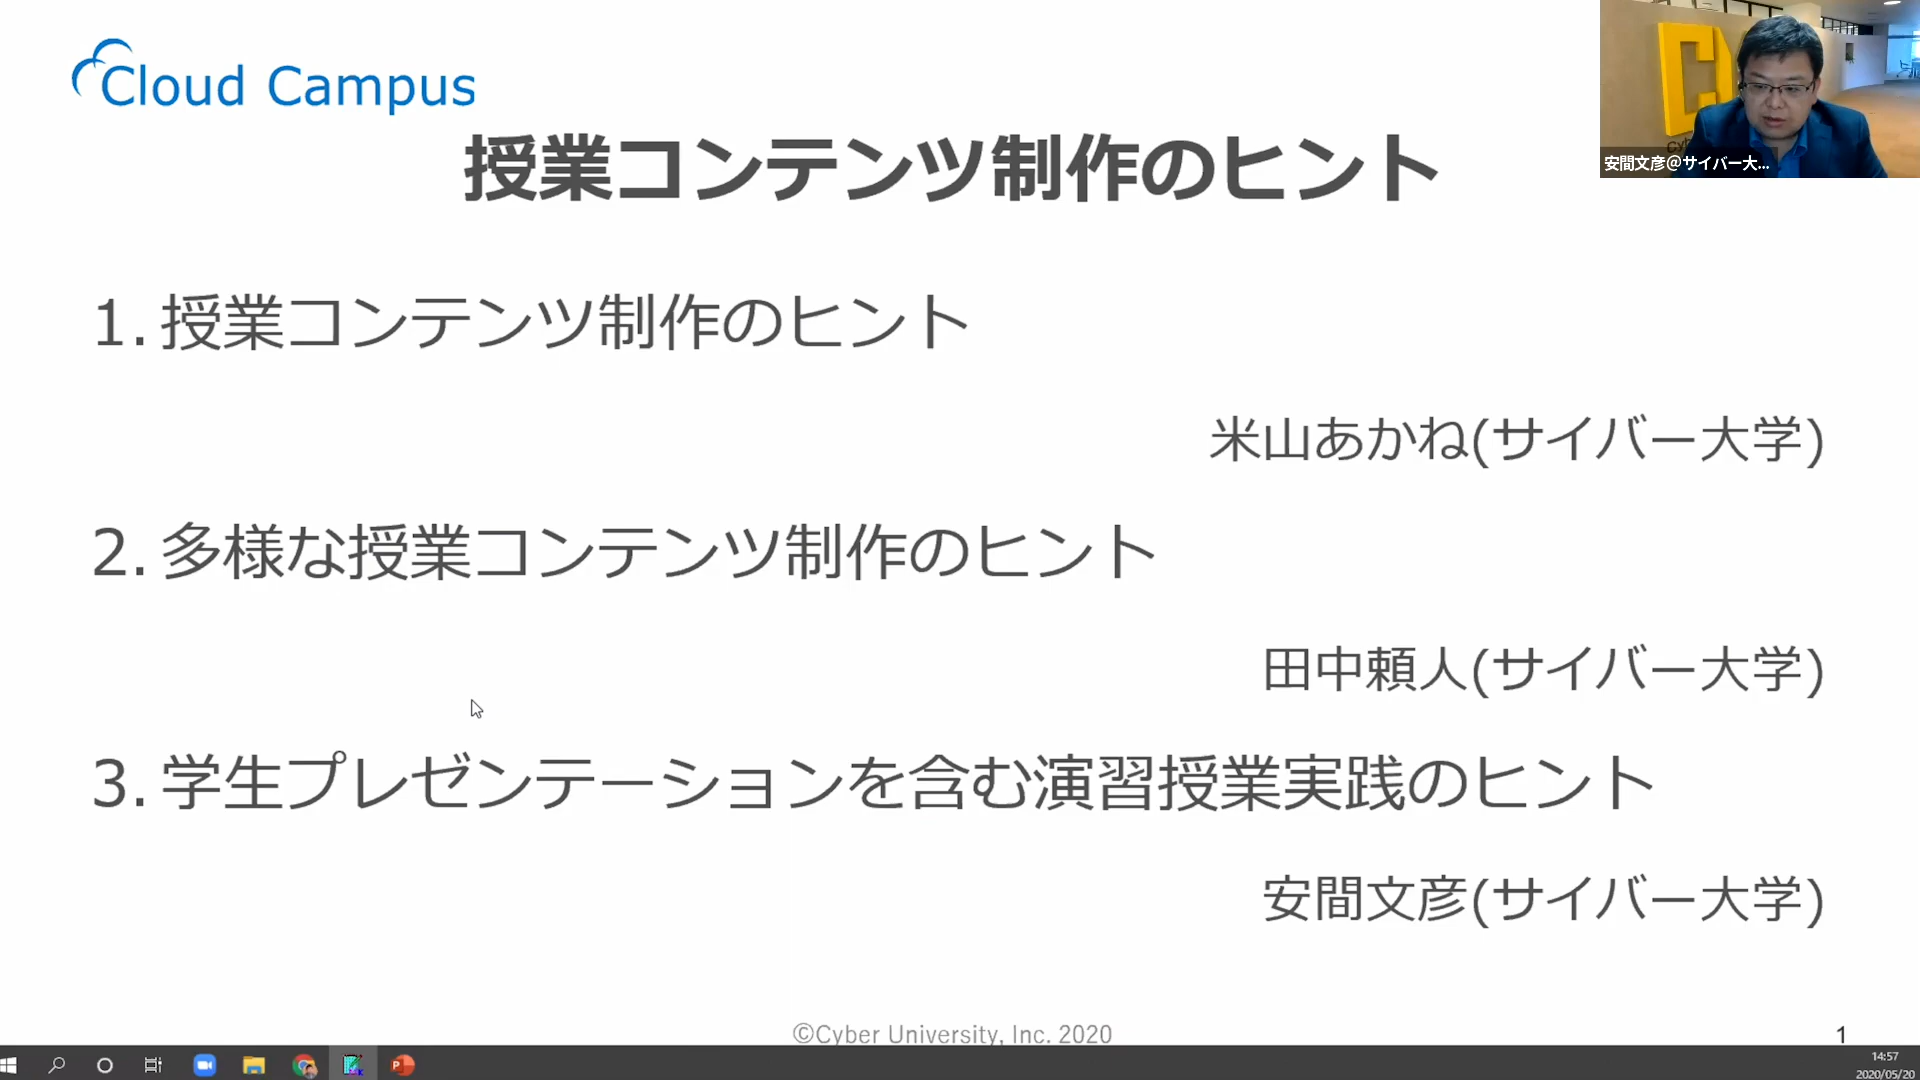 Cloud Campus
授業コンテンツ制作のヒント
安間文彦@サイバー大...
1. 授業コンテンツ制作のヒント
米山あかね(サイバー大学)
2. 多様な授業コンテンツ制作のヒント
田中頼人(サイバー大学)
3. 学生プレゼンテーションを含む演習授業実践のヒント
安間文彦(サイバー大学)
©Cyber University, Inc. 2020
1
14:57
2020/05/20